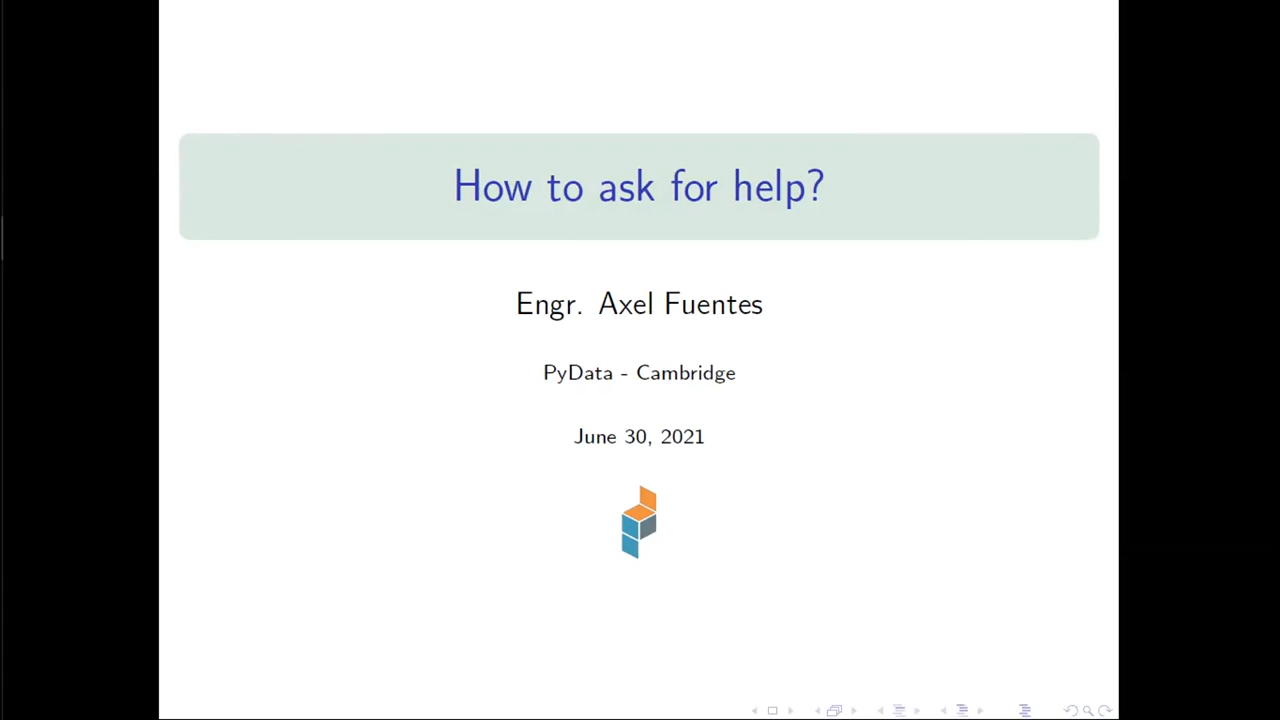 How to ask for help?
Engr. Axel Fuentes
PyData - Cambridge
June 30, 2021